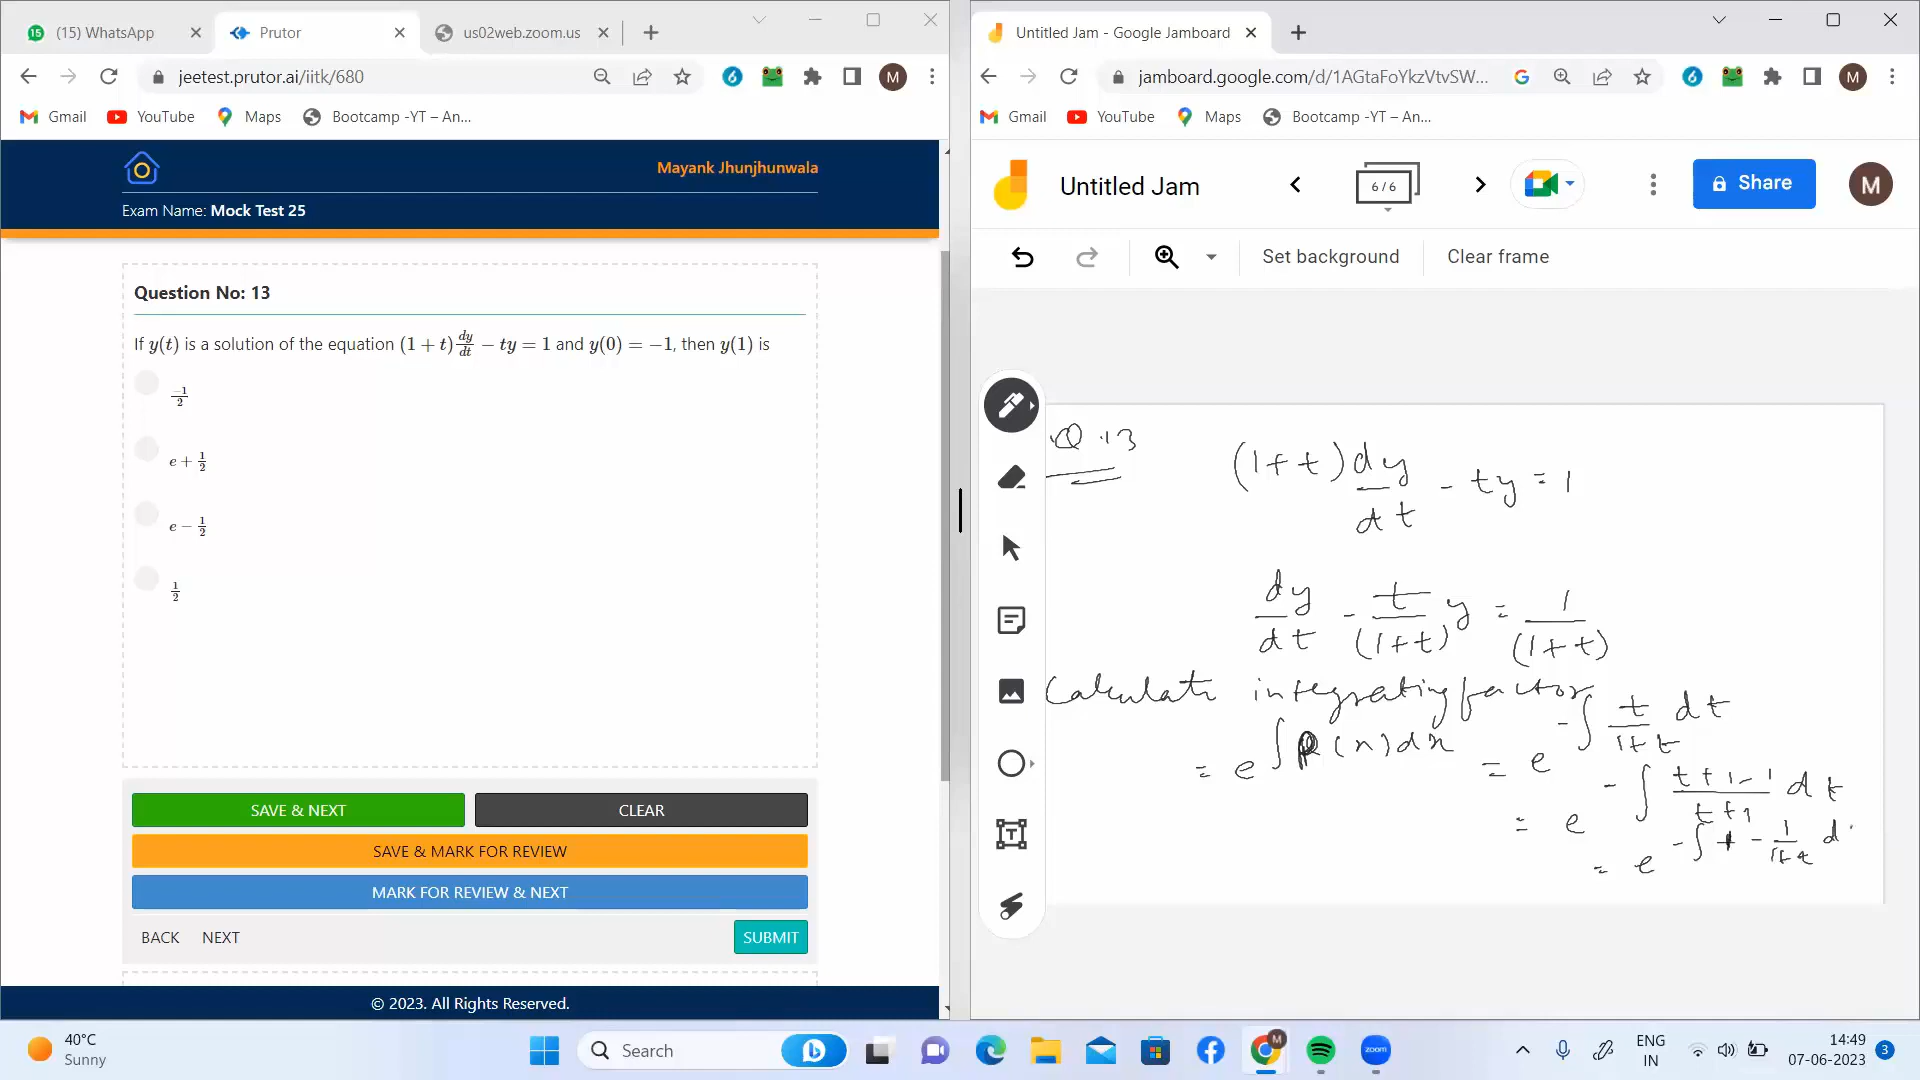 (15) WhatsApp
Prutor
us02web.zoom.us
jeetest.prutor.ai/iitk/680
M
Gmail
YouTube
Maps
Bootcamp -YT – An...
Mayank Jhunjhunwala
Exam Name: Mock Test 25
Question No: 13
If y(t) is a solution of the equation (1 + t) dy/dt − ty = 1 and y(0) = −1, then y(1) is
−1/2
e + 1/2
e − 1/2
1/2
SAVE & NEXT
CLEAR
SAVE & MARK FOR REVIEW
MARK FOR REVIEW & NEXT
BACK
NEXT
SUBMIT
© 2023. All Rights Reserved.
Untitled Jam - Google Jamboard
jamboard.google.com/d/1AGtaFoYkzVtvSW...
M
Gmail
YouTube
Maps
Bootcamp -YT – An...
Untitled Jam
6 / 6
Share
M
Set background
Clear frame
Q.13
(1+t) dy/dt - ty = 1
dy/dt - t/(1+t) y = 1/(1+t)
Calculate integrating factor
= e^∫P(x)dx = e^-∫ t/1+t dt
= e^-∫ t+1-1/t+1 dt
= e^-∫ 1 - 1/1+t d
40°C
Sunny
Search
zoom
ENG
IN
14:49
07-06-2023
3